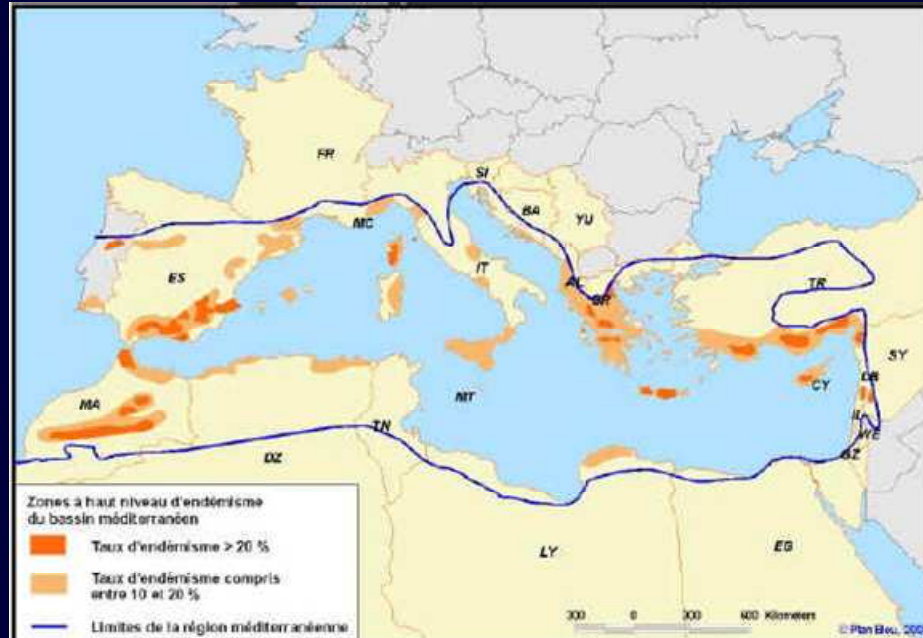 FR
SI
BA
YU
MC
IT
ES
AL
GR
TR
SY
CY
LB
IL
WE
GZ
MA
MT
TN
DZ
LY
EG
Zones à haut niveau d'endémisme
du bassin méditerranéen
Taux d'endémisme > 20 %
Taux d'endémisme compris
entre 10 et 20 %
Limites de la région méditerranéenne
300 0 300 600 Kilometers
© Plan Bleu,